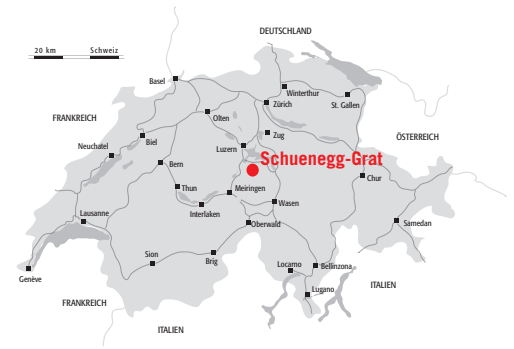 DEUTSCHLAND
20 km Schweiz
Basel
Winterthur
Zürich
St. Gallen
FRANKREICH
Olten
Zug
ÖSTERREICH
Biel
Neuchatel
Luzern
Schuenegg-Grat
Bern
Chur
Thun
Meiringen
Wasen
Interlaken
Lausanne
Oberwald
Samedan
Sion
Brig
Locarno
Bellinzona
Genève
Lugano
ITALIEN
FRANKREICH
ITALIEN